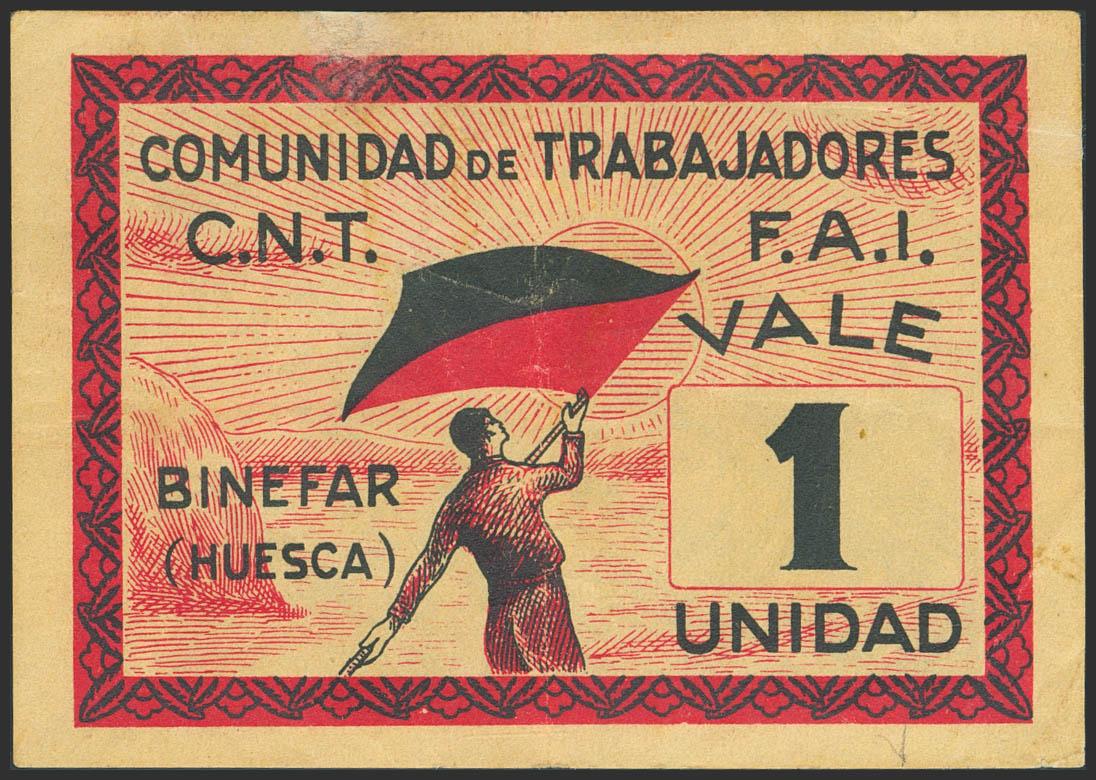 COMUNIDAD DE TRABAJADORES
C.N.T. F.A.I.
VALE
1
UNIDAD
BINEFAR
(HUESCA)